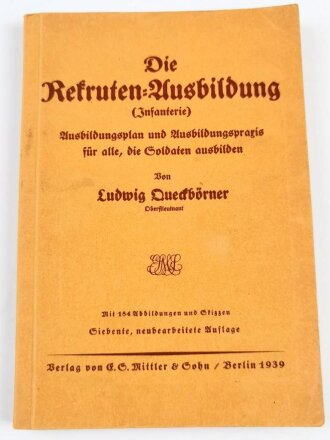 Die
Rekruten-Ausbildung
(Infanterie)
Ausbildungsplan und Ausbildungspraxis
für alle, die Soldaten ausbilden
Von
Ludwig Queckbörner
Oberstleutnant
Mit 184 Abbildungen und Skizzen
Siebente, neubearbeitete Auflage
Verlag von E. S. Mittler & Sohn / Berlin 1939